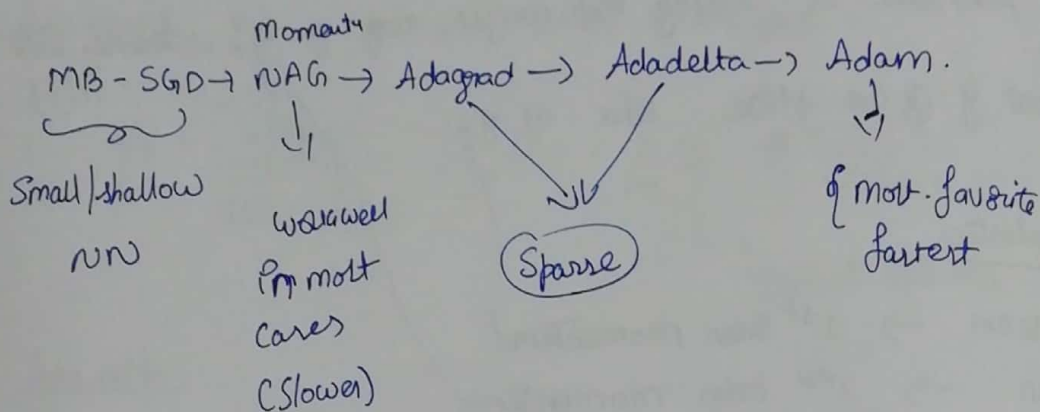 Momentu
MB - SGD → NAG → Adagrad → Adadelta → Adam.
Small/shallow
NN
work well
in most
cases
(Slower)
Sparse
{ most favorite
fastest